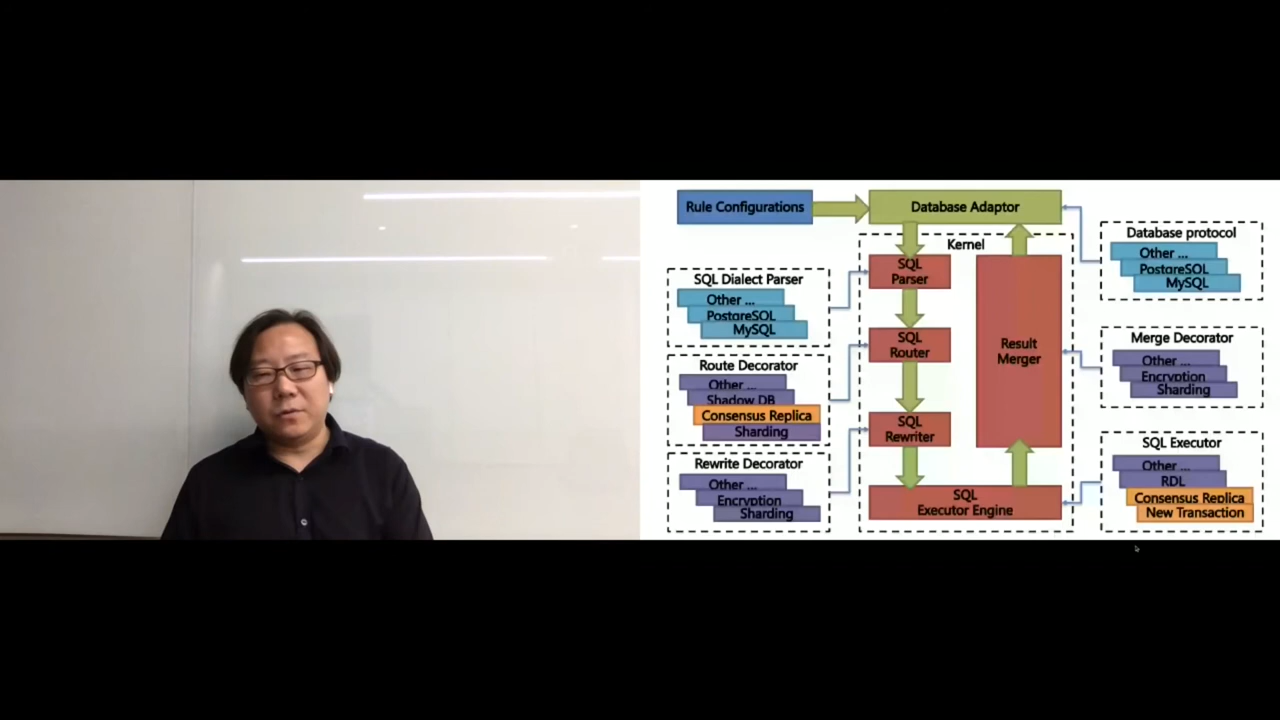 Rule Configurations
Database Adaptor
Kernel
SQL
Parser
SQL
Router
SQL
Rewriter
SQL
Executor Engine
Result
Merger
SQL Dialect Parser
Other ...
PostgreSQL
MySQL
Route Decorator
Other ...
Shadow DB
Consensus Replica
Sharding
Rewrite Decorator
Other ...
Encryption
Sharding
Database protocol
Other ...
PostgreSQL
MySQL
Merge Decorator
Other ...
Encryption
Sharding
SQL Executor
Other ...
RDL
Consensus Replica
New Transaction